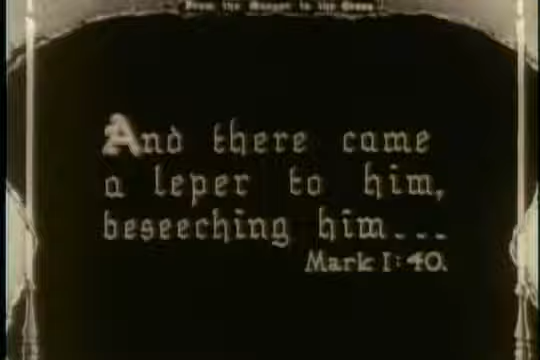 From the Manger to the Cross
And there came
a leper to him,
beseeching him...
Mark I:40.